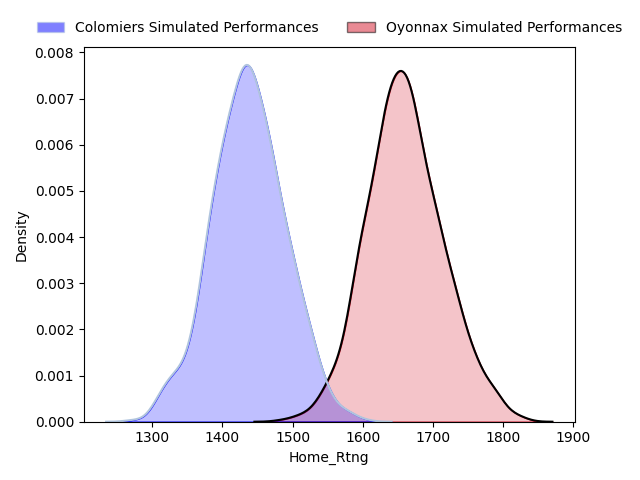 Colomiers Simulated Performances Oyonnax Simulated Performances
0.008
0.007
0.006
0.005
0.004
0.003
0.002
0.001
0.000
Density
1300 1400 1500 1600 1700 1800 1900
Home_Rtng